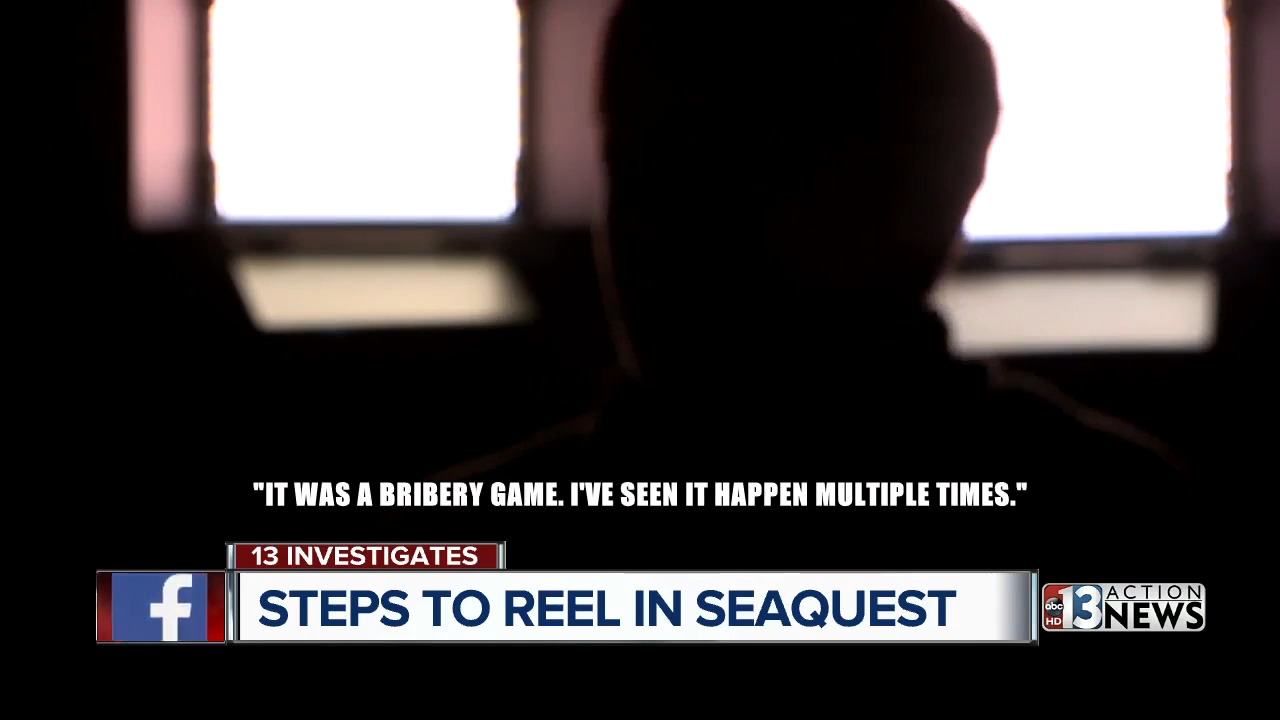 "IT WAS A BRIBERY GAME. I'VE SEEN IT HAPPEN MULTIPLE TIMES."
13 INVESTIGATES
f
STEPS TO REEL IN SEAQUEST
abc
HD
13
ACTION
NEWS